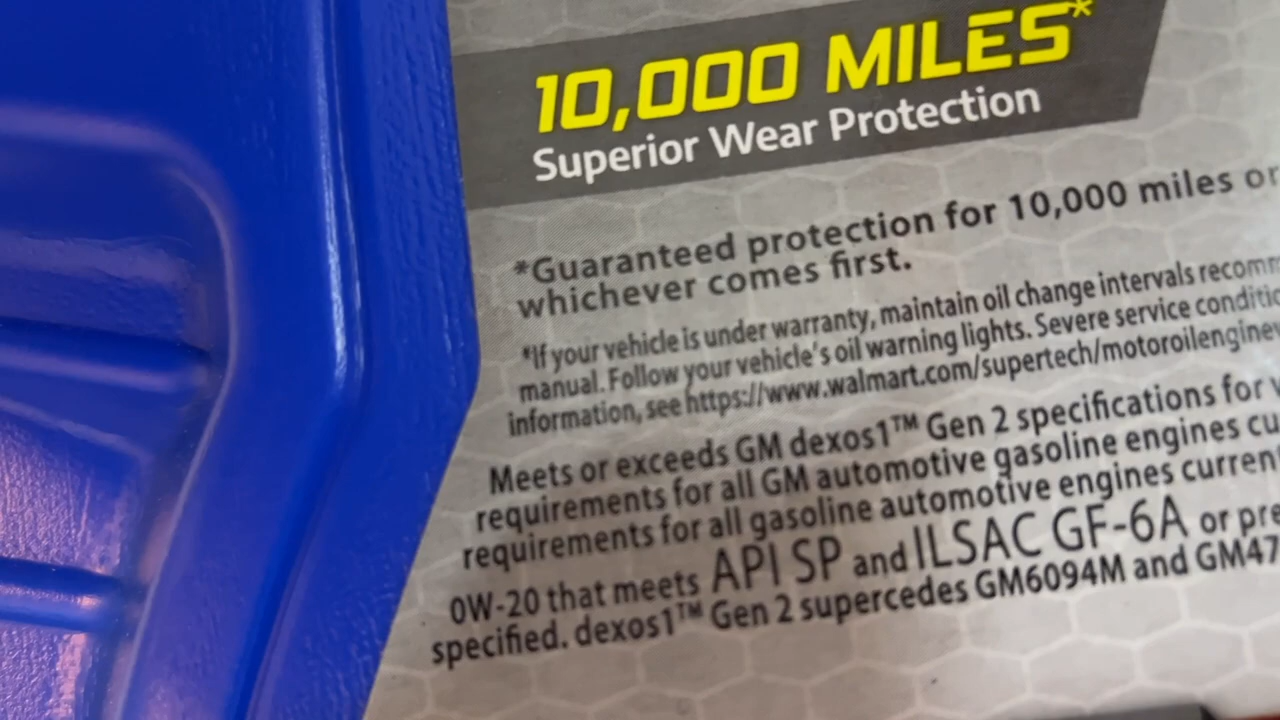 10,000 MILES*
Superior Wear Protection
*Guaranteed protection for 10,000 miles or
whichever comes first.
*If your vehicle is under warranty, maintain oil change intervals recomm
manual. Follow your vehicle's oil warning lights. Severe service conditio
information, see https://www.walmart.com/supertech/motoroilengine
Meets or exceeds GM dexos1™ Gen 2 specifications for
requirements for all GM automotive gasoline engines cu
requirements for all gasoline automotive engines curren
0W-20 that meets API SP and ILSAC GF-6A or pre
specified. dexos1™ Gen 2 supercedes GM6094M and GM47